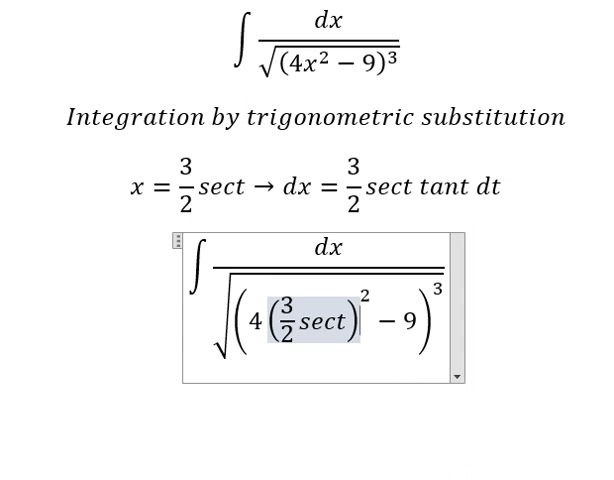 ∫ dx / √((4x² − 9)³)
Integration by trigonometric substitution
x = 3/2 sect → dx = 3/2 sect tant dt
∫ dx / √((4(3/2 sect)² − 9)³)